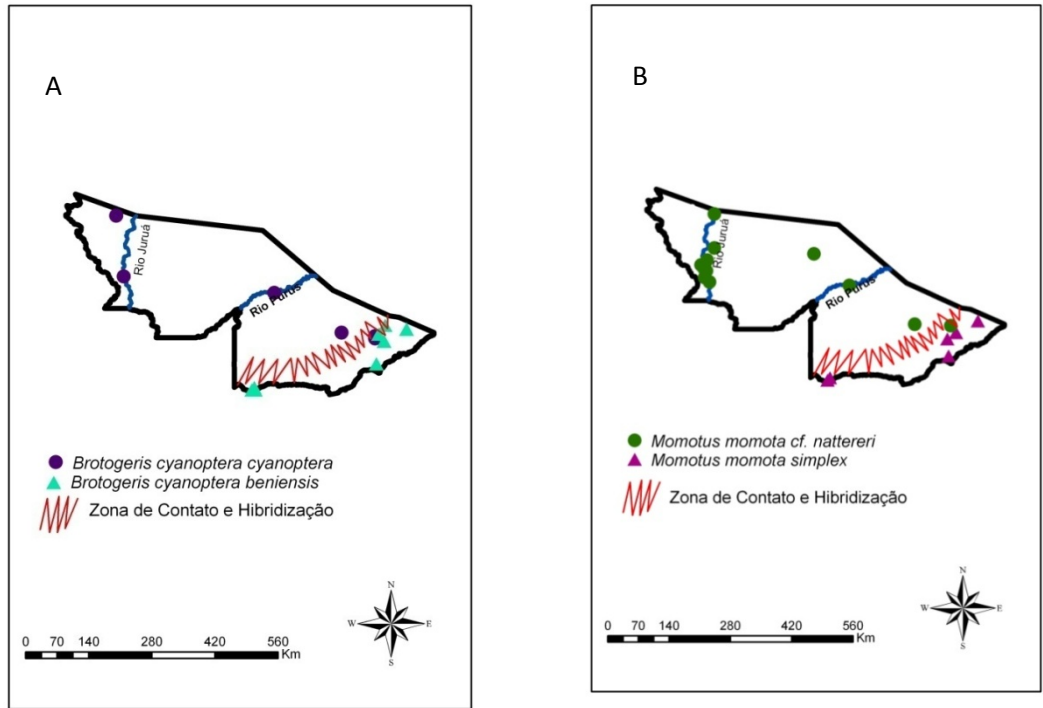 A
Rio Juruá
Rio Purus
Brotogeris cyanoptera cyanoptera
Brotogeris cyanoptera beniensis
Zona de Contato e Hibridização
N
W E
S
0 70 140 280 420 560
Km
B
Rio Juruá
Rio Purus
Momotus momota cf. nattereri
Momotus momota simplex
Zona de Contato e Hibridização
N
W E
S
0 70 140 280 420 560
Km